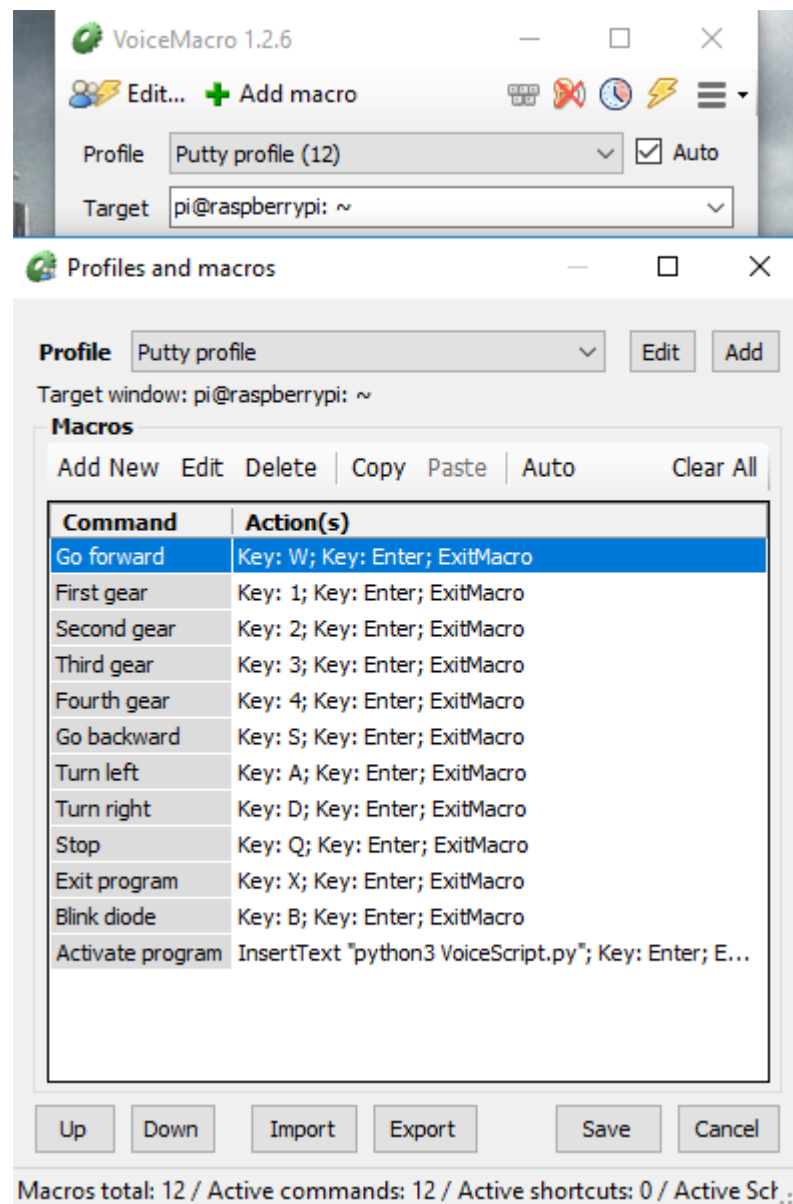 VoiceMacro 1.2.6
Edit... Add macro
Profile Putty profile (12) Auto
Target pi@raspberrypi: ~
Profiles and macros
Profile Putty profile Edit Add
Target window: pi@raspberrypi: ~
Macros
Add New Edit Delete Copy Paste Auto Clear All
Command Action(s)
Go forward Key: W; Key: Enter; ExitMacro
First gear Key: 1; Key: Enter; ExitMacro
Second gear Key: 2; Key: Enter; ExitMacro
Third gear Key: 3; Key: Enter; ExitMacro
Fourth gear Key: 4; Key: Enter; ExitMacro
Go backward Key: S; Key: Enter; ExitMacro
Turn left Key: A; Key: Enter; ExitMacro
Turn right Key: D; Key: Enter; ExitMacro
Stop Key: Q; Key: Enter; ExitMacro
Exit program Key: X; Key: Enter; ExitMacro
Blink diode Key: B; Key: Enter; ExitMacro
Activate program InsertText "python3 VoiceScript.py"; Key: Enter; E...
Up Down Import Export Save Cancel
Macros total: 12 / Active commands: 12 / Active shortcuts: 0 / Active Sch